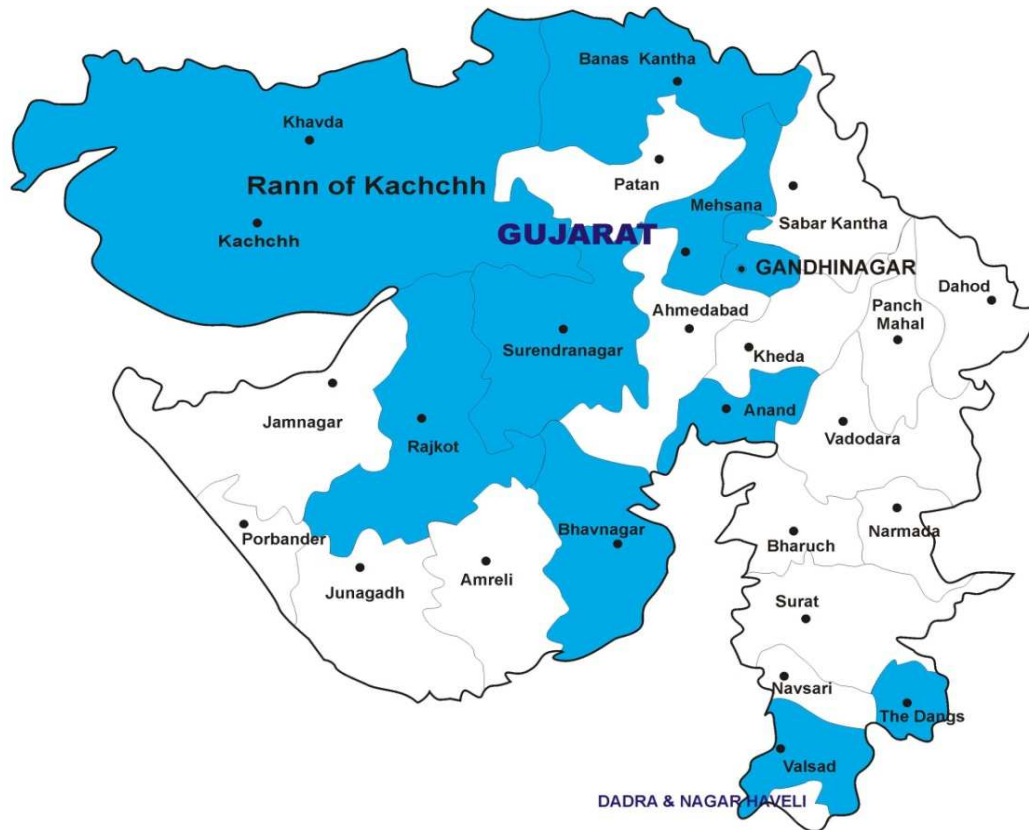 Banas Kantha
Khavda
Rann of Kachchh
Patan
Mehsana
Sabar Kantha
Kachchh
GUJARAT
GANDHINAGAR
Dahod
Panch
Mahal
Ahmedabad
Surendranagar
Kheda
Jamnagar
Rajkot
Anand
Vadodara
Porbander
Bhavnagar
Bharuch
Narmada
Junagadh
Amreli
Surat
Navsari
The Dangs
Valsad
DADRA & NAGAR HAVELI